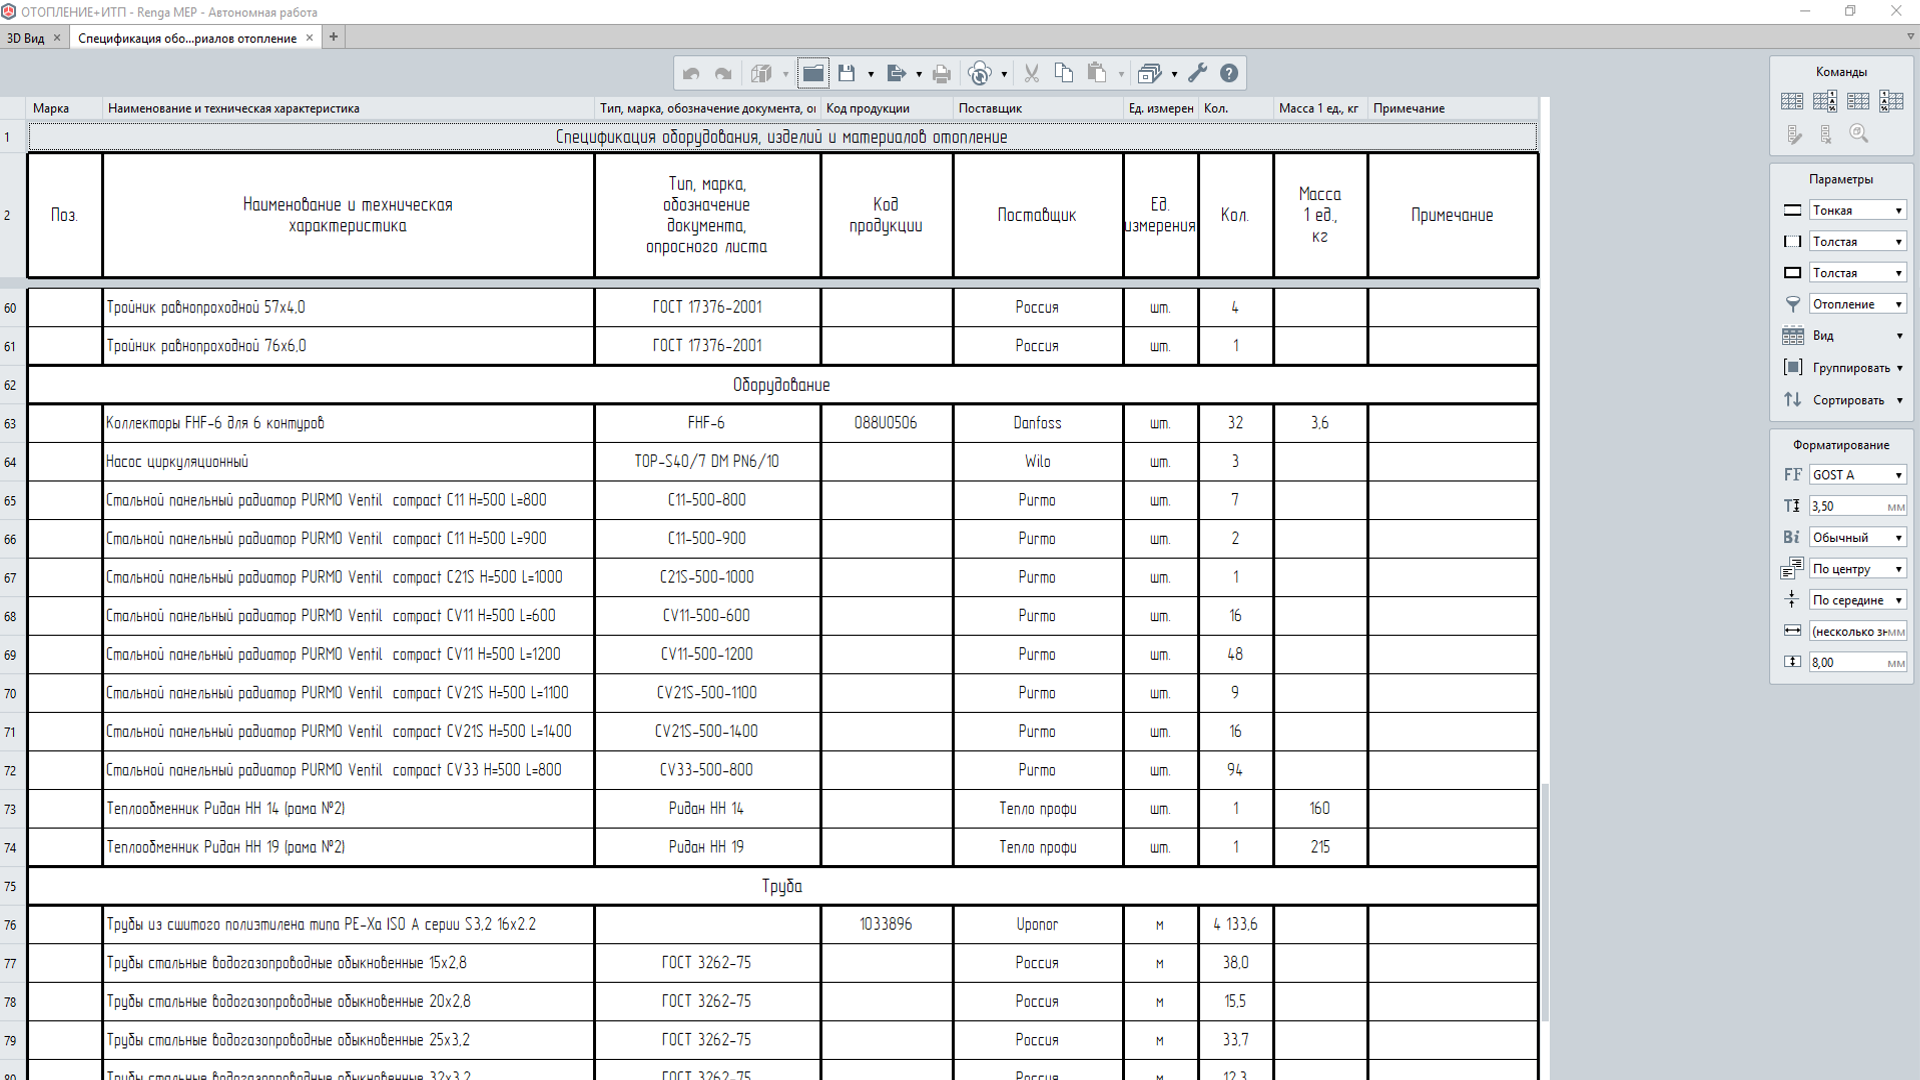 ОТОПЛЕНИЕ+ИТП - Renga MEP - Автономная работа
3D Вид × Спецификация обо...риалов отопление × +
Марка Наименование и техническая характеристика Тип, марка, обозначение документа, о Код продукции Поставщик Ед. измерен Кол. Масса 1 ед., кг Примечание
1 Спецификация оборудования, изделий и материалов отопление
2 Поз. Наименование и техническая характеристика Тип, марка, обозначение документа, опросного листа Код продукции Поставщик Ед. измерения Кол. Масса 1 ед., кг Примечание
60 Тройник равнопроходной 57х4,0 ГОСТ 17376-2001 Россия шт. 4
61 Тройник равнопроходной 76х6,0 ГОСТ 17376-2001 Россия шт. 1
62 Оборудование
63 Коллекторы FHF-6 для 6 контуров FHF-6 088U0506 Danfoss шт. 32 3,6
64 Насос циркуляционный TOP-S40/7 DM PN6/10 Wilo шт. 3
65 Стальной панельный радиатор PURMO Ventil compact C11 H=500 L=800 C11-500-800 Purmo шт. 7
66 Стальной панельный радиатор PURMO Ventil compact C11 H=500 L=900 C11-500-900 Purmo шт. 2
67 Стальной панельный радиатор PURMO Ventil compact C21S H=500 L=1000 C21S-500-1000 Purmo шт. 1
68 Стальной панельный радиатор PURMO Ventil compact CV11 H=500 L=600 CV11-500-600 Purmo шт. 16
69 Стальной панельный радиатор PURMO Ventil compact CV11 H=500 L=1200 CV11-500-1200 Purmo шт. 48
70 Стальной панельный радиатор PURMO Ventil compact CV21S H=500 L=1100 CV21S-500-1100 Purmo шт. 9
71 Стальной панельный радиатор PURMO Ventil compact CV21S H=500 L=1400 CV21S-500-1400 Purmo шт. 16
72 Стальной панельный радиатор PURMO Ventil compact CV33 H=500 L=800 CV33-500-800 Purmo шт. 94
73 Теплообменник Ридан НН 14 (рама №2) Ридан НН 14 Тепло профи шт. 1 160
74 Теплообменник Ридан НН 19 (рама №2) Ридан НН 19 Тепло профи шт. 1 215
75 Труба
76 Трубы из сшитого полиэтилена типа PE-Xa ISO A серии S3,2 16x2.2 1033896 Uponor м 4 133,6
77 Трубы стальные водогазопроводные обыкновенные 15х2,8 ГОСТ 3262-75 Россия м 38,0
78 Трубы стальные водогазопроводные обыкновенные 20х2,8 ГОСТ 3262-75 Россия м 15,5
79 Трубы стальные водогазопроводные обыкновенные 25х3,2 ГОСТ 3262-75 Россия м 33,7
80 Трубы стальные водогазопроводные обыкновенные 32х3,2 ГОСТ 3262-75 Россия м 12,3
Команды
Параметры
Тонкая
Толстая
Толстая
Отопление
Вид
Группировать
Сортировать
Форматирование
FF GOST A
T 3,50 мм
Bi Обычный
По центру
По середине
(несколько зн мм
8,00 мм